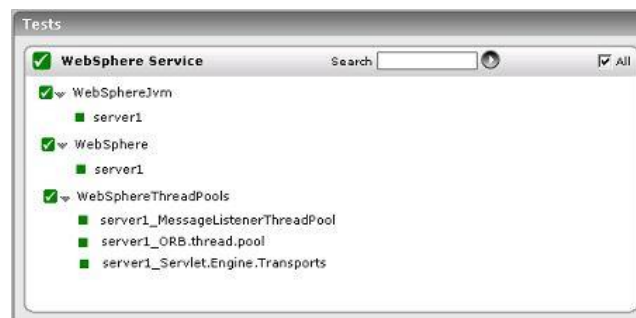 Tests
WebSphere Service Search All
WebSphereJvm
server1
WebSphere
server1
WebSphereThreadPools
server1_MessageListenerThreadPool
server1_ORB.thread.pool
server1_Servlet.Engine.Transports